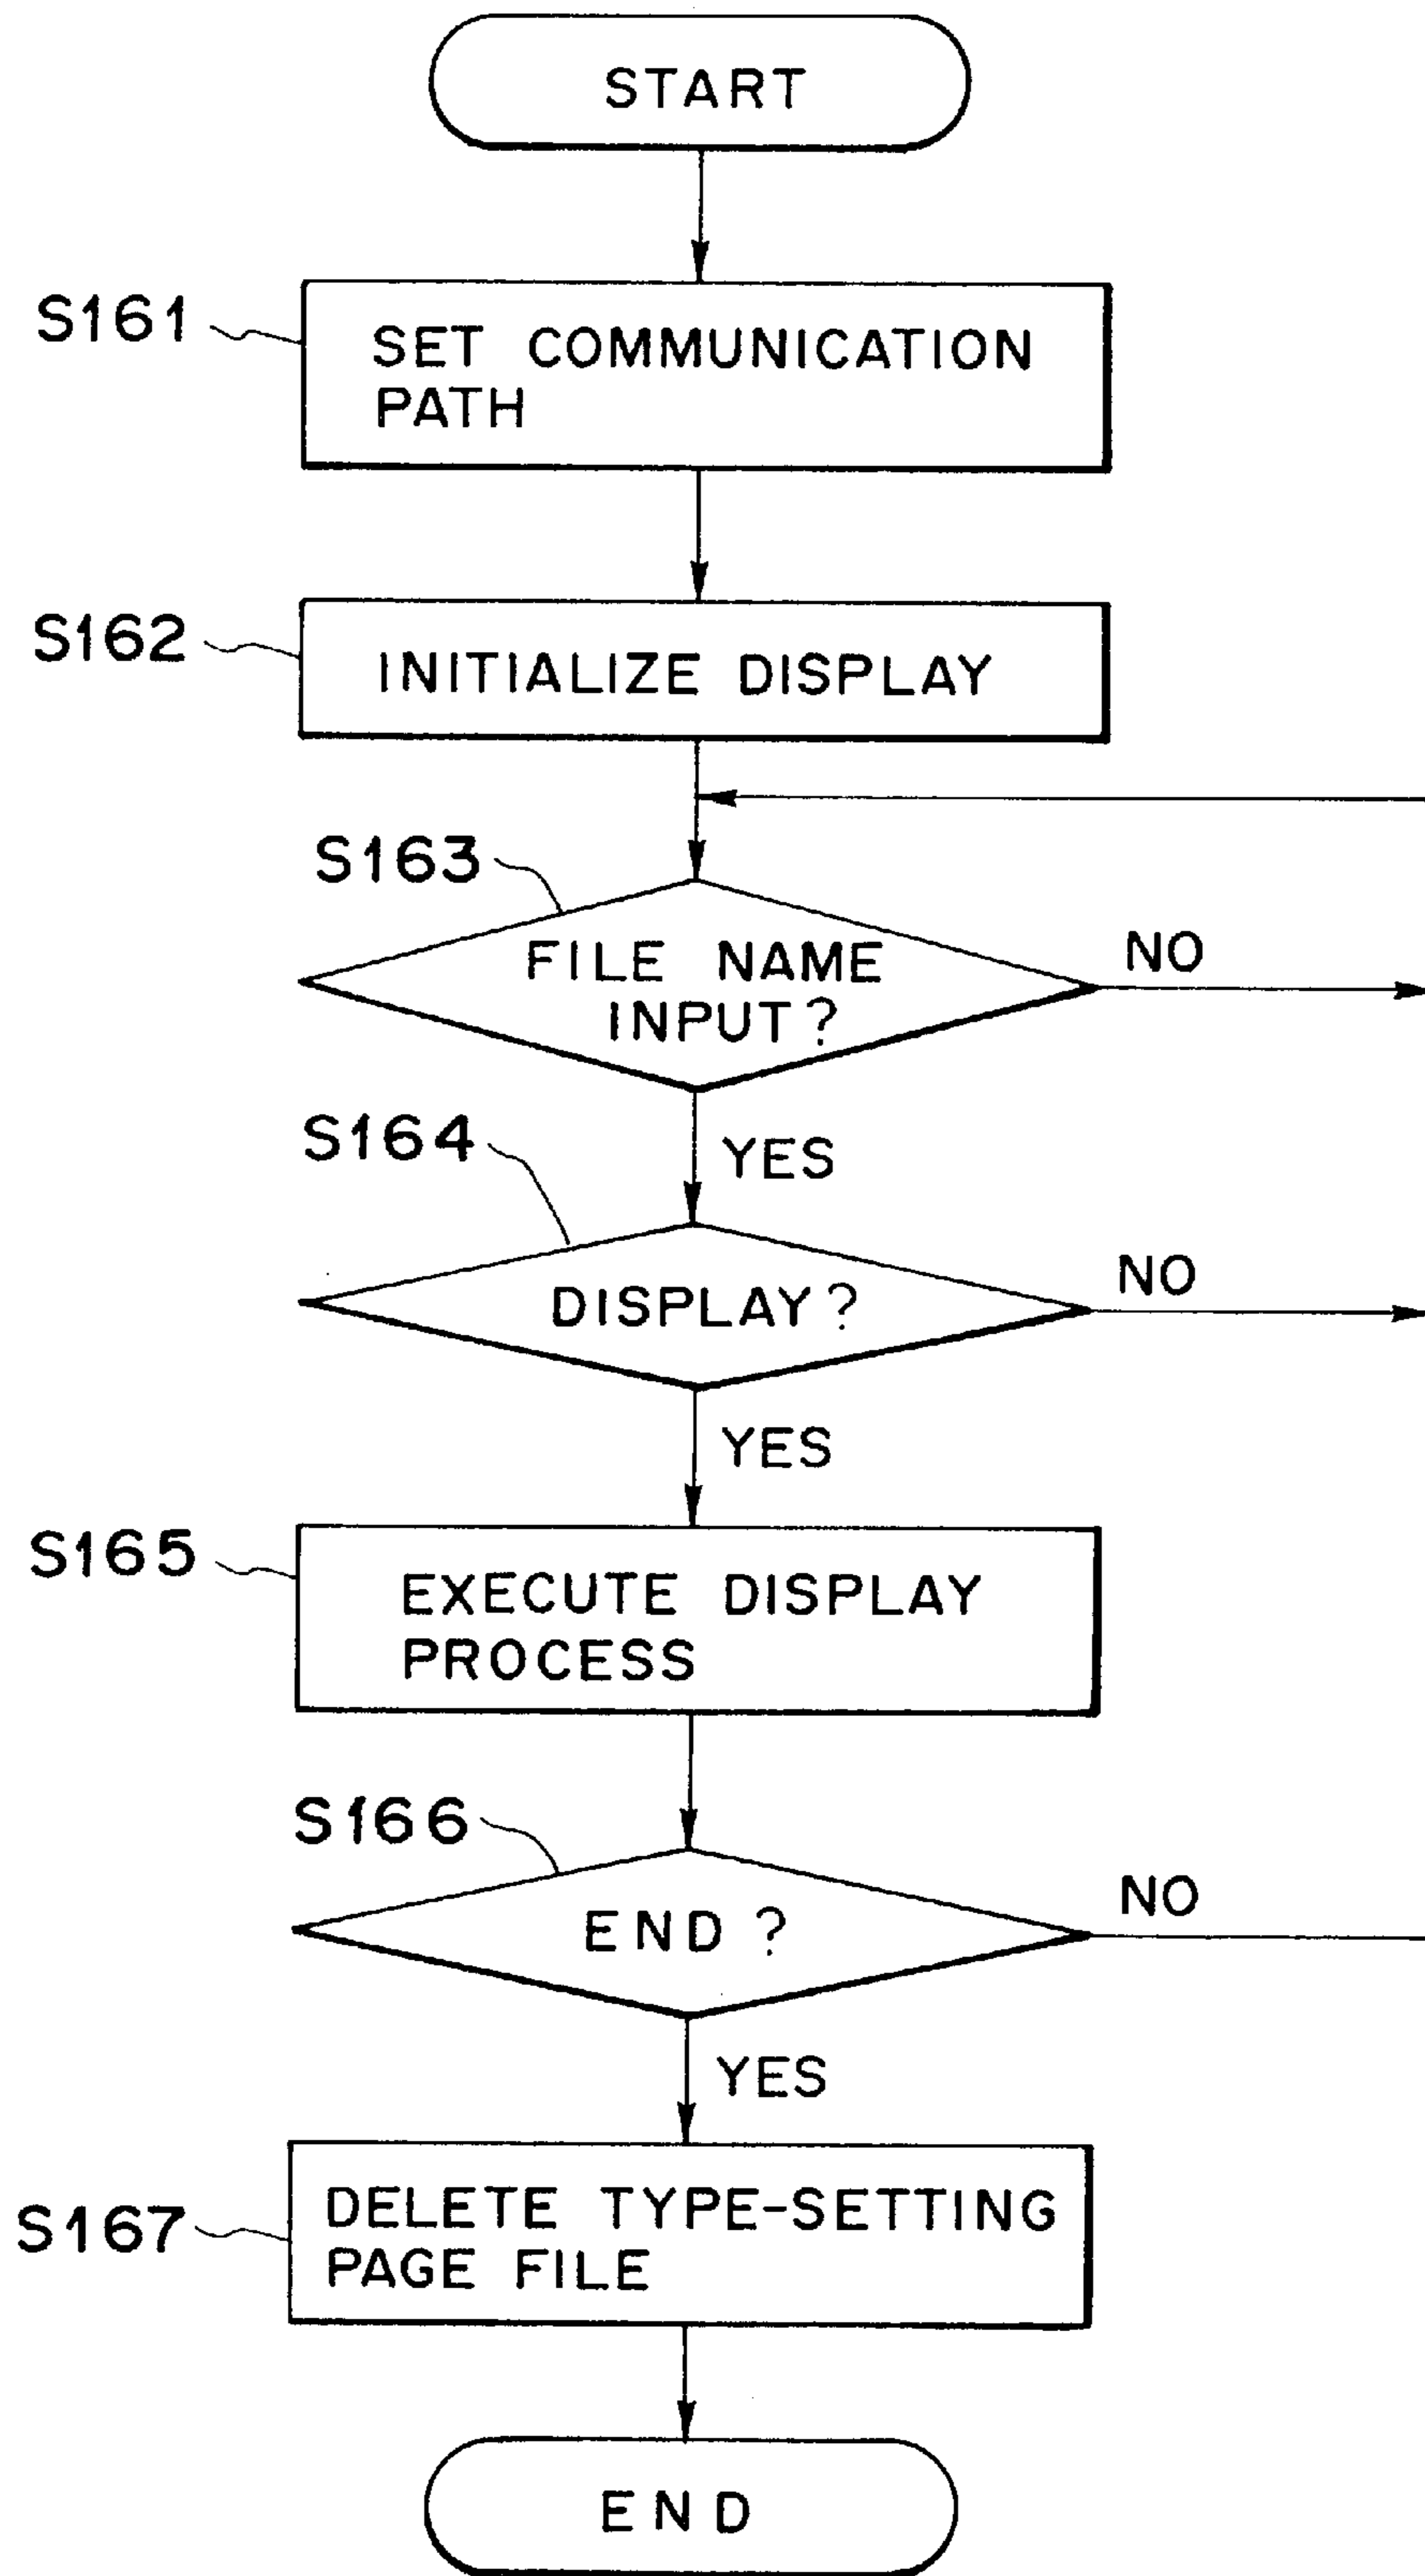 START
S161
SET COMMUNICATION
PATH
S162
INITIALIZE DISPLAY
S163
FILE NAME
INPUT?
NO
YES
S164
DISPLAY?
NO
YES
S165
EXECUTE DISPLAY
PROCESS
S166
END ?
NO
YES
S167
DELETE TYPE-SETTING
PAGE FILE
END